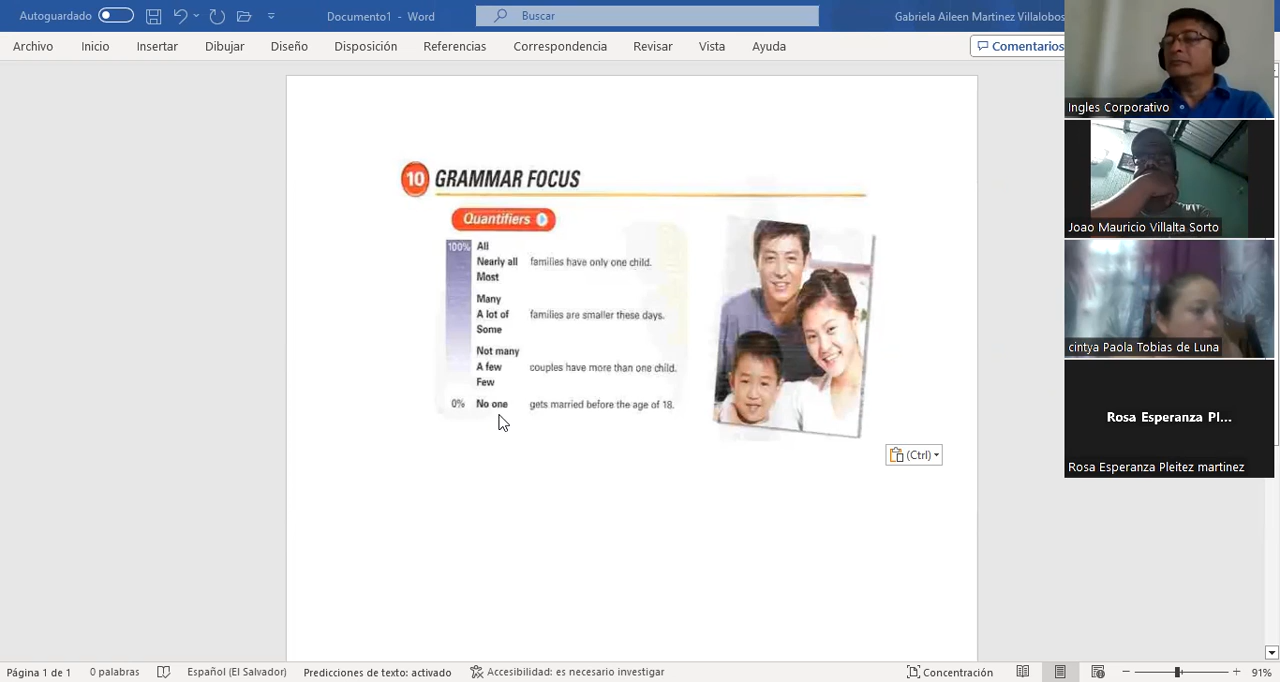 Autoguardado
Documento1 - Word
Buscar
Gabriela Aileen Martinez Villalobos
Archivo Inicio Insertar Dibujar Diseño Disposición Referencias Correspondencia Revisar Vista Ayuda
Comentarios
Ingles Corporativo
10 GRAMMAR FOCUS
Quantifiers
100% All
Nearly all families have only one child.
Most
Many
A lot of families are smaller these days.
Some
Not many
A few couples have more than one child.
Few
0% No one gets married before the age of 18.
(Ctrl)
Joao Mauricio Villalta Sorto
cintya Paola Tobias de Luna
Rosa Esperanza Pl...
Rosa Esperanza Pleitez martinez
Página 1 de 1 0 palabras Español (El Salvador) Predicciones de texto: activado Accesibilidad: es necesario investigar Concentración 91%